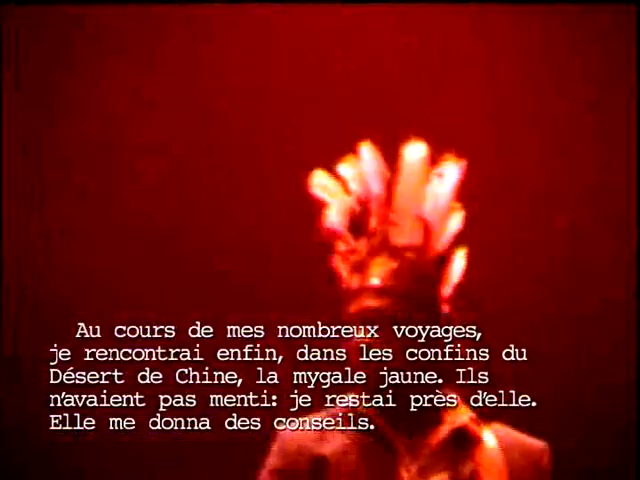 Au cours de mes nombreux voyages,
je rencontrai enfin, dans les confins du
Désert de Chine, la mygale jaune. Ils
n'avaient pas menti: je restai près d'elle.
Elle me donna des conseils.